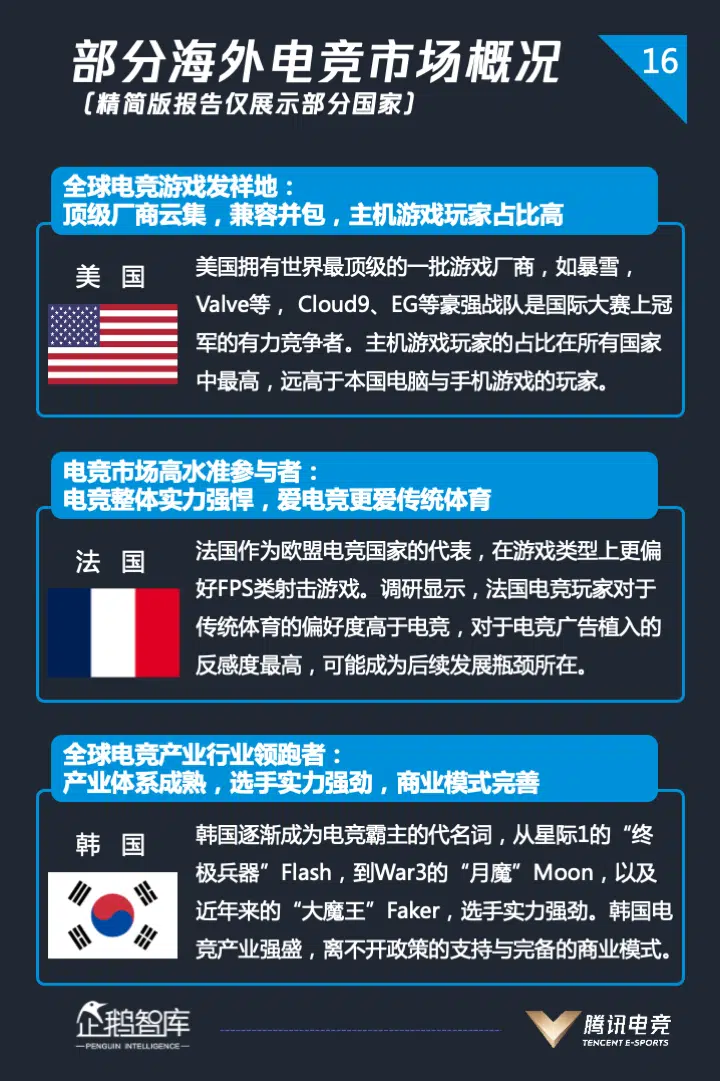 部分海外电竞市场概况
16
（精简版报告仅展示部分国家）
全球电竞游戏发祥地：
顶级厂商云集，兼容并包，主机游戏玩家占比高
美 国
美国拥有世界最顶级的一批游戏厂商，如暴雪，
Valve等， Cloud9、EG等豪强战队是国际大赛上冠
军的有力竞争者。主机游戏玩家的占比在所有国家
中最高，远高于本国电脑与手机游戏的玩家。
电竞市场高水准参与者：
电竞整体实力强悍，爱电竞更爱传统体育
法 国
法国作为欧盟电竞国家的代表，在游戏类型上更偏
好FPS类射击游戏。调研显示，法国电竞玩家对于
传统体育的偏好度高于电竞，对于电竞广告植入的
反感度最高，可能成为后续发展瓶颈所在。
全球电竞产业行业领跑者：
产业体系成熟，选手实力强劲，商业模式完善
韩 国
韩国逐渐成为电竞霸主的代名词，从星际1的“终
极兵器”Flash，到War3的“月魔”Moon，以及
近年来的“大魔王”Faker，选手实力强劲。韩国电
竞产业强盛，离不开政策的支持与完备的商业模式。
企鹅智库
PENGUIN INTELLIGENCE
腾讯电竞
TENCENT E-SPORTS